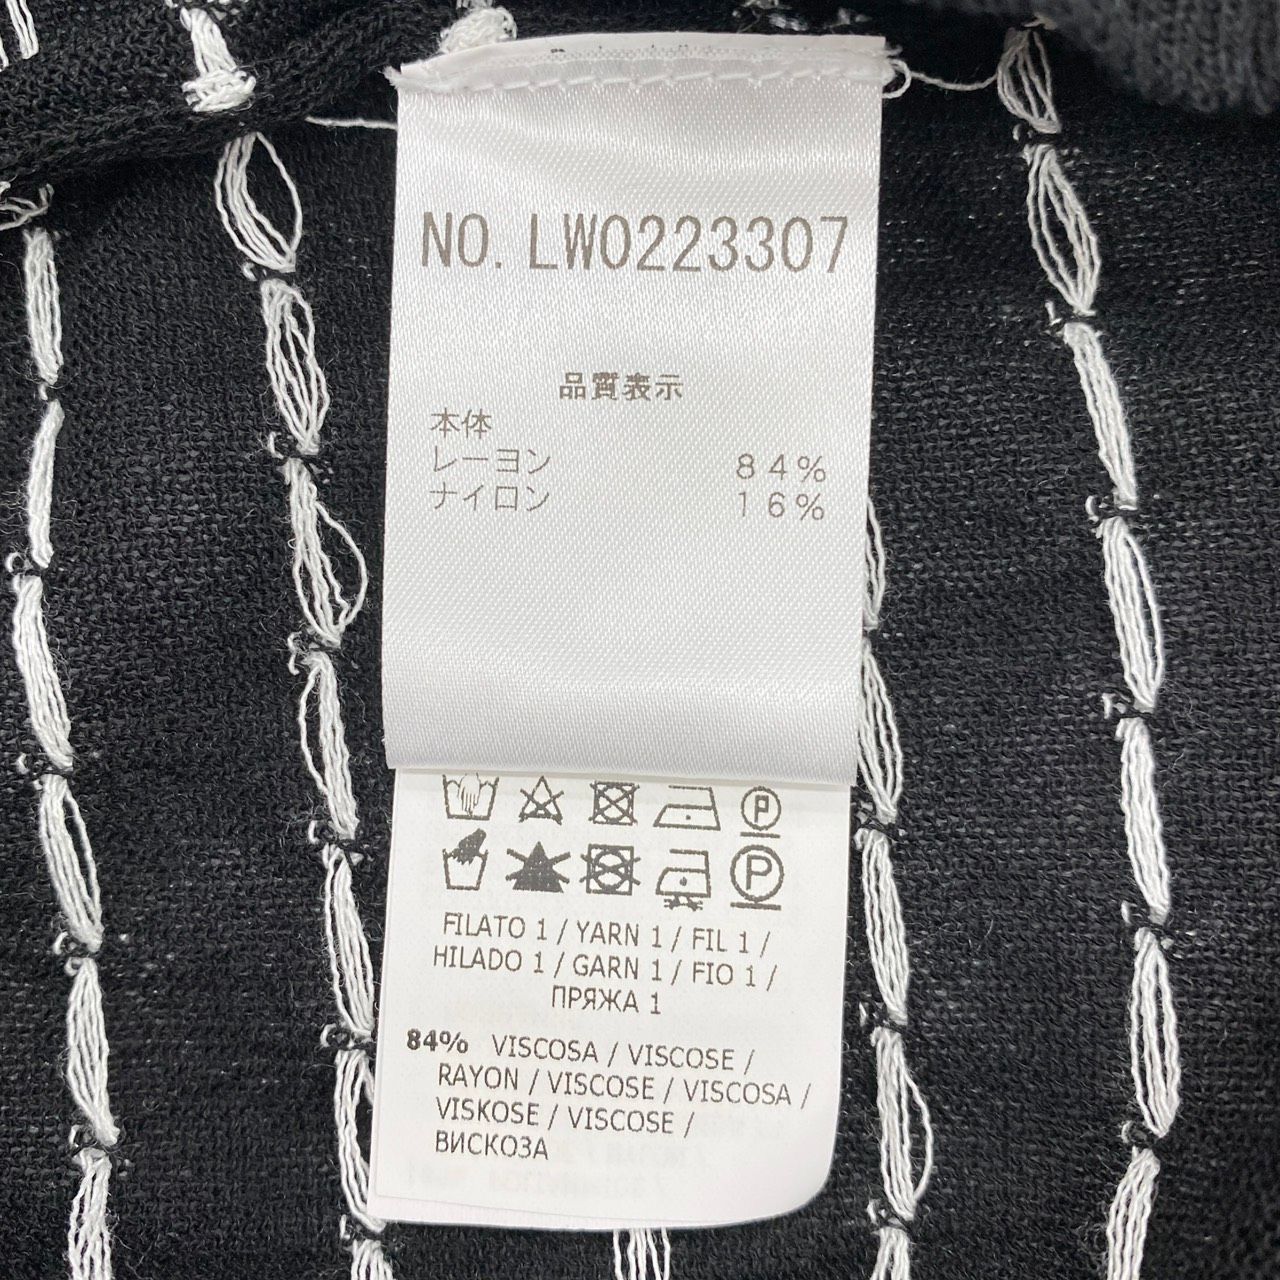 NO. LW0223307
品質表示
本体
レーヨン 84%
ナイロン 16%
P
P
FILATO 1 / YARN 1 / FIL 1 /
HILADO 1 / GARN 1 / FIO 1 /
ПРЯЖА 1
84% VISCOSA / VISCOSE /
RAYON / VISCOSE / VISCOSA /
VISKOSE / VISCOSE /
ВИСКОЗА